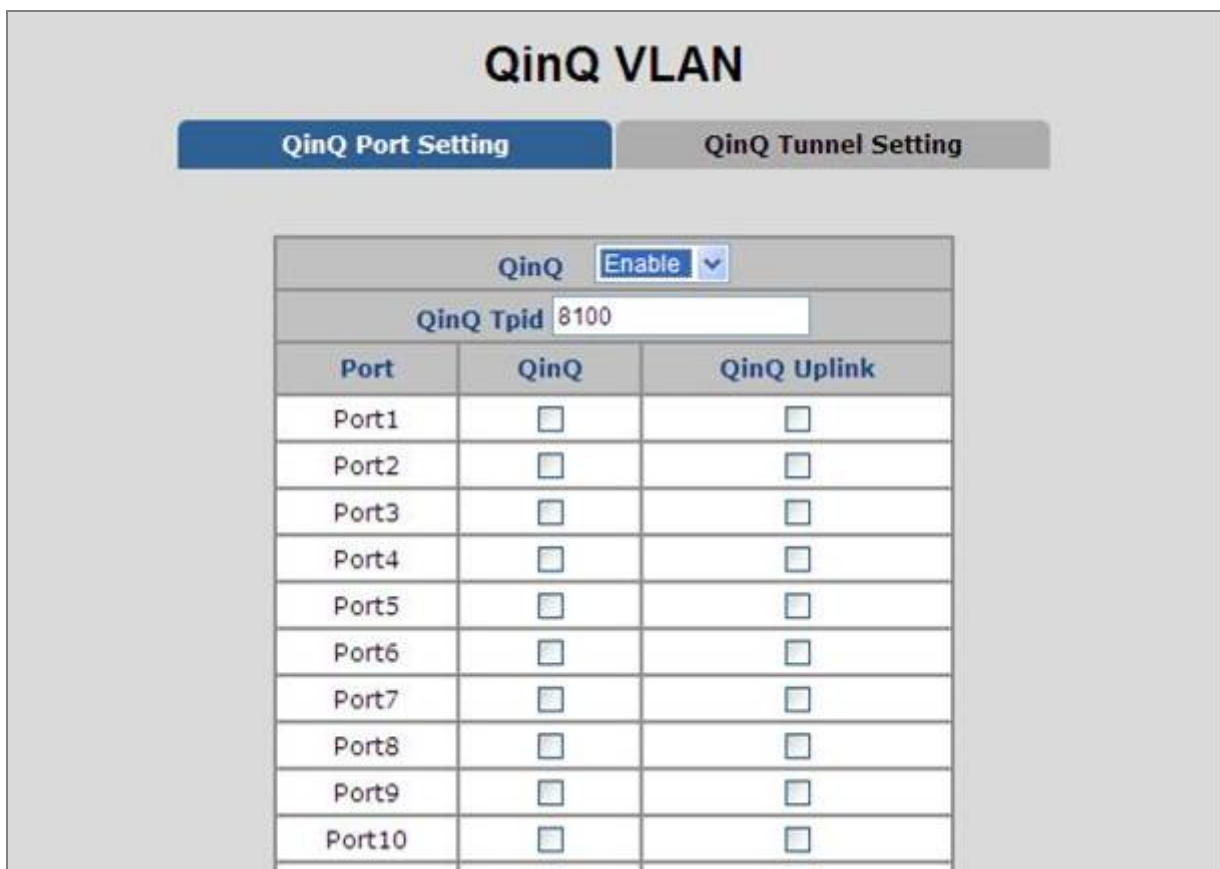 QinQ VLAN
QinQ Port Setting QinQ Tunnel Setting
QinQ Enable
QinQ Tpid 8100
Port QinQ QinQ Uplink
Port1
Port2
Port3
Port4
Port5
Port6
Port7
Port8
Port9
Port10